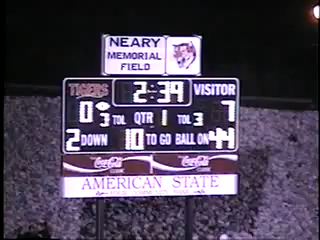 NEARY
MEMORIAL
FIELD
TIGERS 2:39 VISITOR
0 3 TOL QTR 1 TOL 3 7
2 DOWN 10 TO GO BALL ON 44
Coca-Cola Coca-Cola
AMERICAN STATE